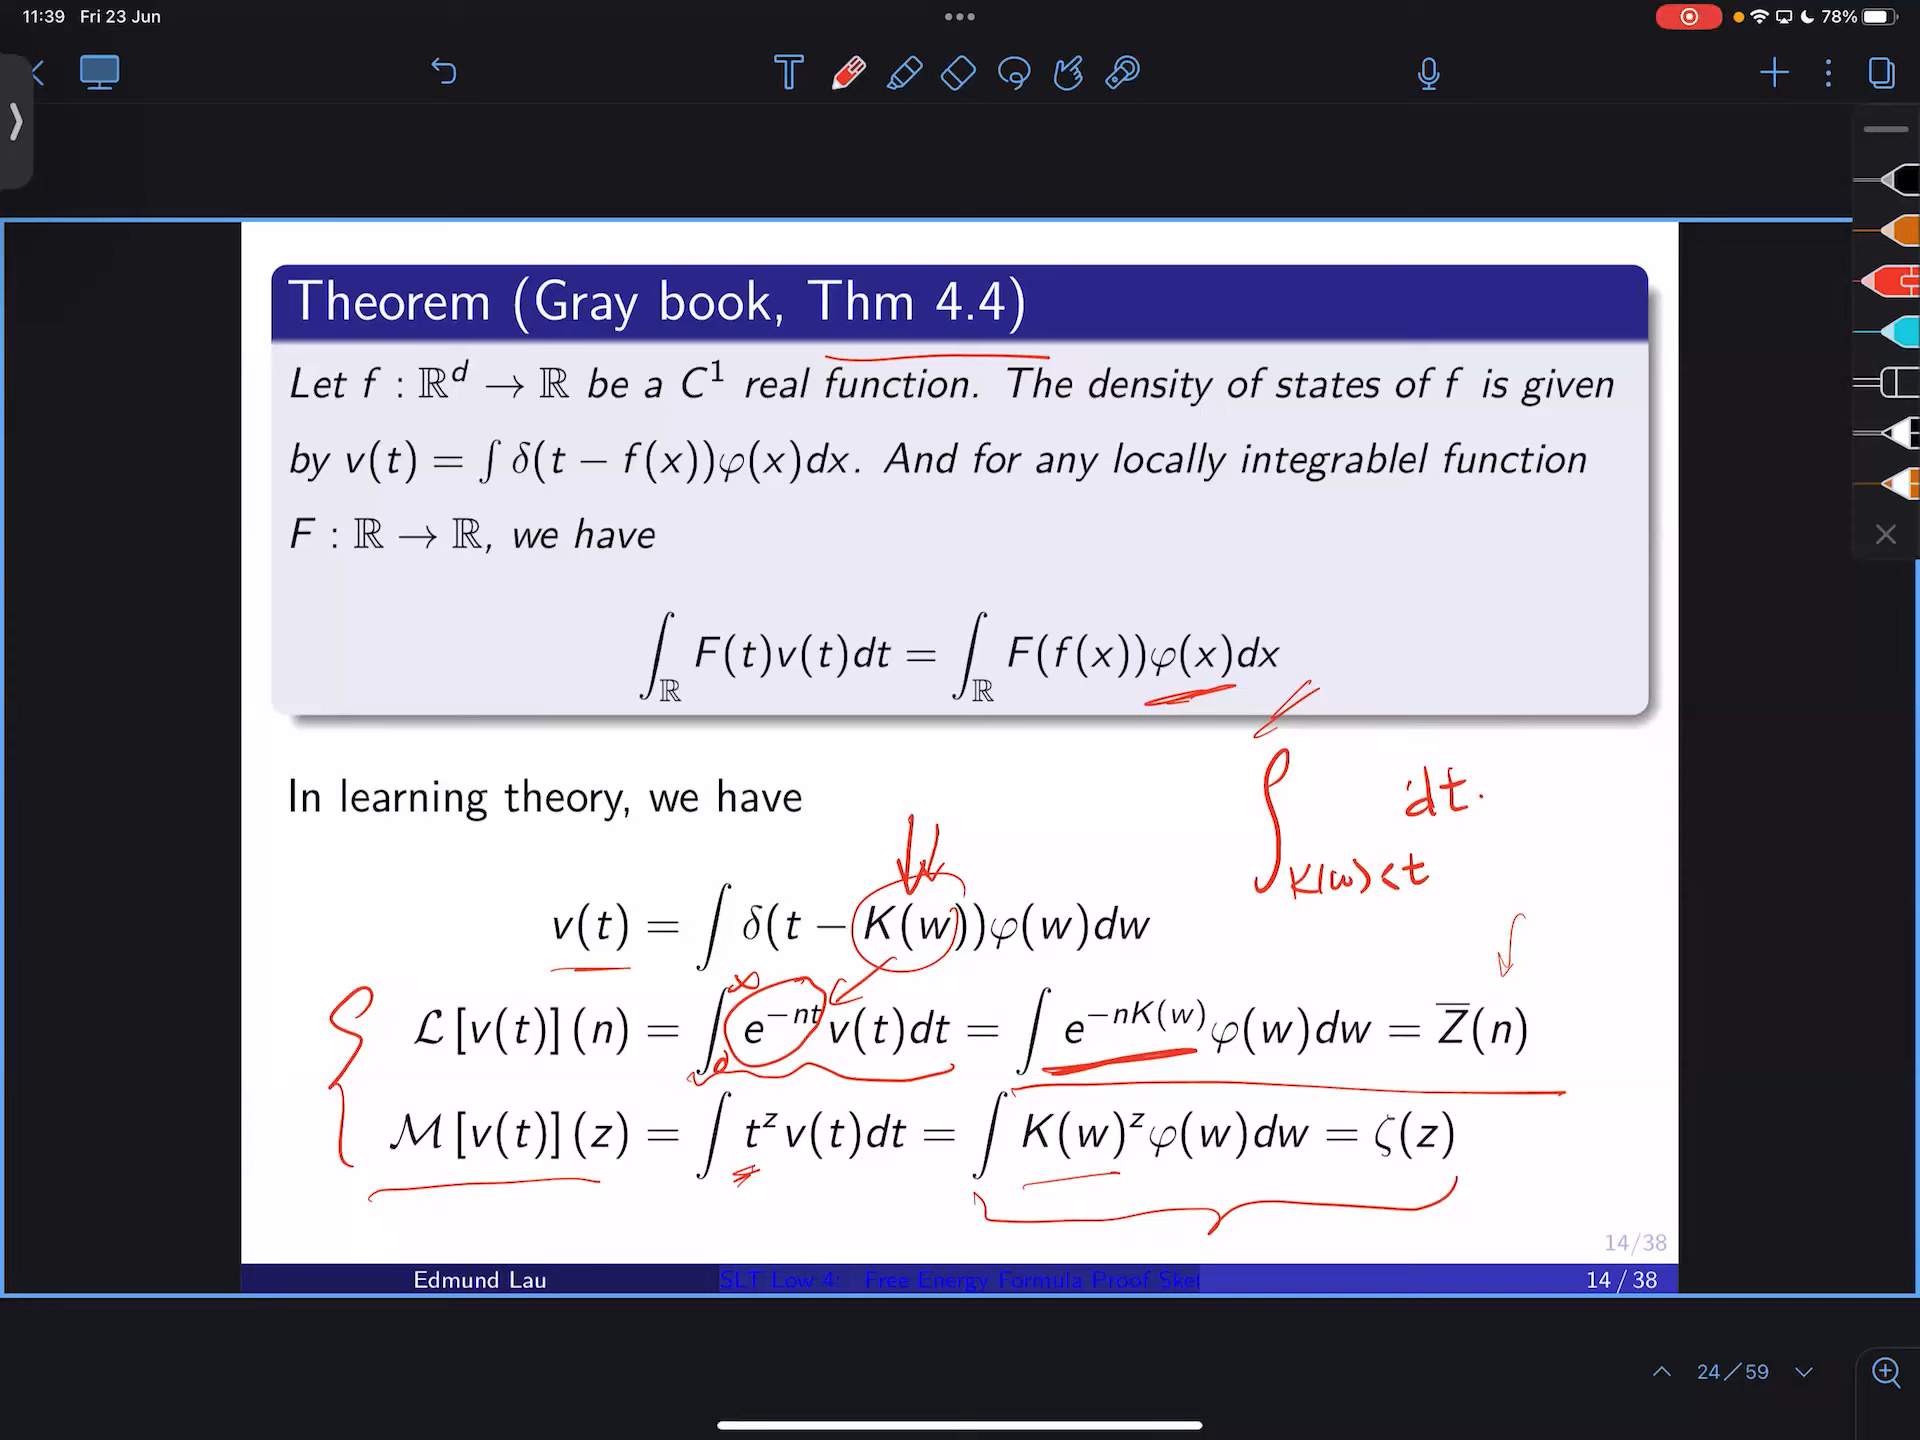 11:39 Fri 23 Jun
78%
Theorem (Gray book, Thm 4.4)
Let f : ℝ^d → ℝ be a C^1 real function. The density of states of f is given
by v(t) = ∫ δ(t − f(x))φ(x)dx. And for any locally integrablel function
F : ℝ → ℝ, we have
∫_ℝ F(t)v(t)dt = ∫_ℝ F(f(x))φ(x)dx
In learning theory, we have
∫_{K(w)<t} dt.
v(t) = ∫ δ(t − K(w))φ(w)dw
ℒ[v(t)](n) = ∫_0^∞ e^{−nt} v(t)dt = ∫ e^{−nK(w)} φ(w)dw = Z̅(n)
ℳ[v(t)](z) = ∫ t^z v(t)dt = ∫ K(w)^z φ(w)dw = ζ(z)
14/38
Edmund Lau SLT Low 4: Free Energy Formula Proof Sket 14 / 38
24/59